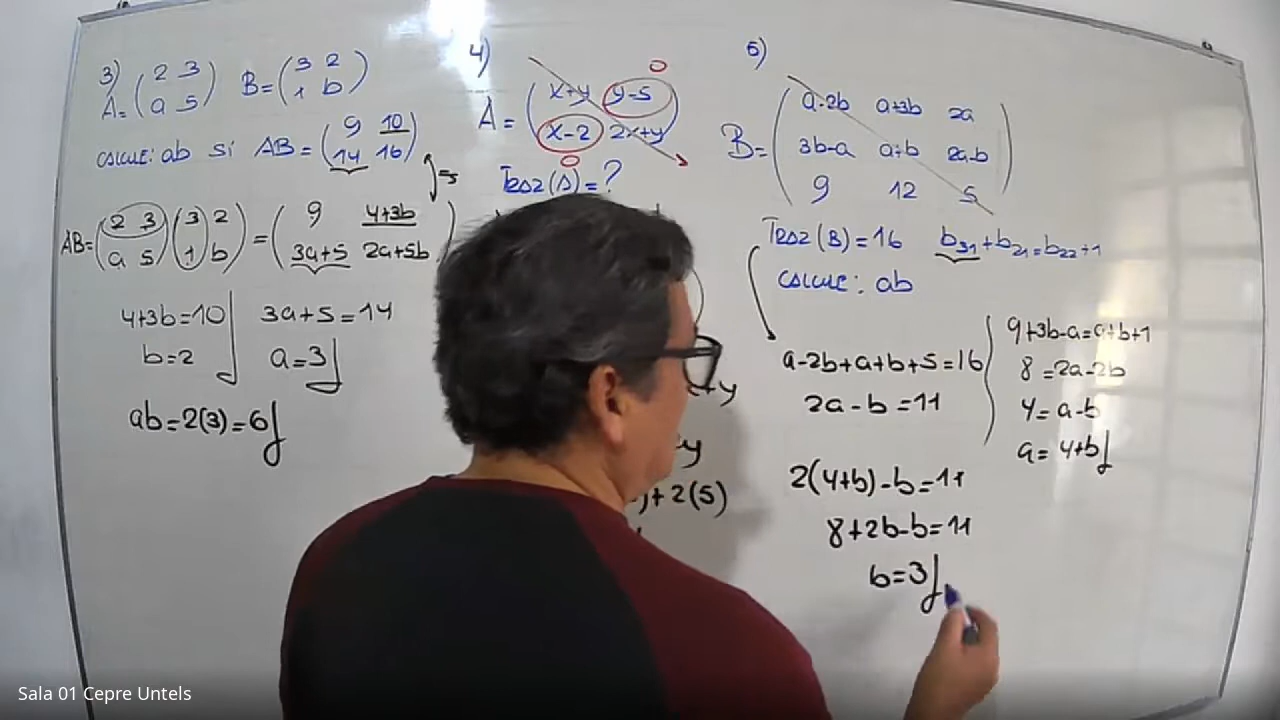 3)
A=(2 3
a 5) B=(3 2
1 b)
CALCULE: ab si AB=(9 10
14 16)
AB=(2 3
a 5)(3 2
1 b)=(9 4+3b
3a+5 2a+5b)
4+3b=10 3a+5=14
b=2 a=3
ab=2(3)=6
4)
A=(x+y y-5
x-2 2x+y)
0
0
=?
+y
+2(5)
5)
B=(a-2b a+3b 2a
3b-a a+b 2a-b
9 12 5)
(B)=16 b31+b21=b22+1
CALCULE: ab
a-2b+a+b+5=16
2a-b=11
9+3b-a=a+b+1
8=2a-2b
4=a-b
a=4+b
2(4+b)-b=11
8+2b-b=11
b=3
Sala 01 Cepre Untels